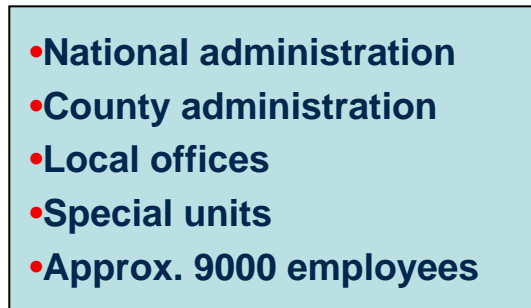 •National administration
•County administration
•Local offices
•Special units
•Approx. 9000 employees